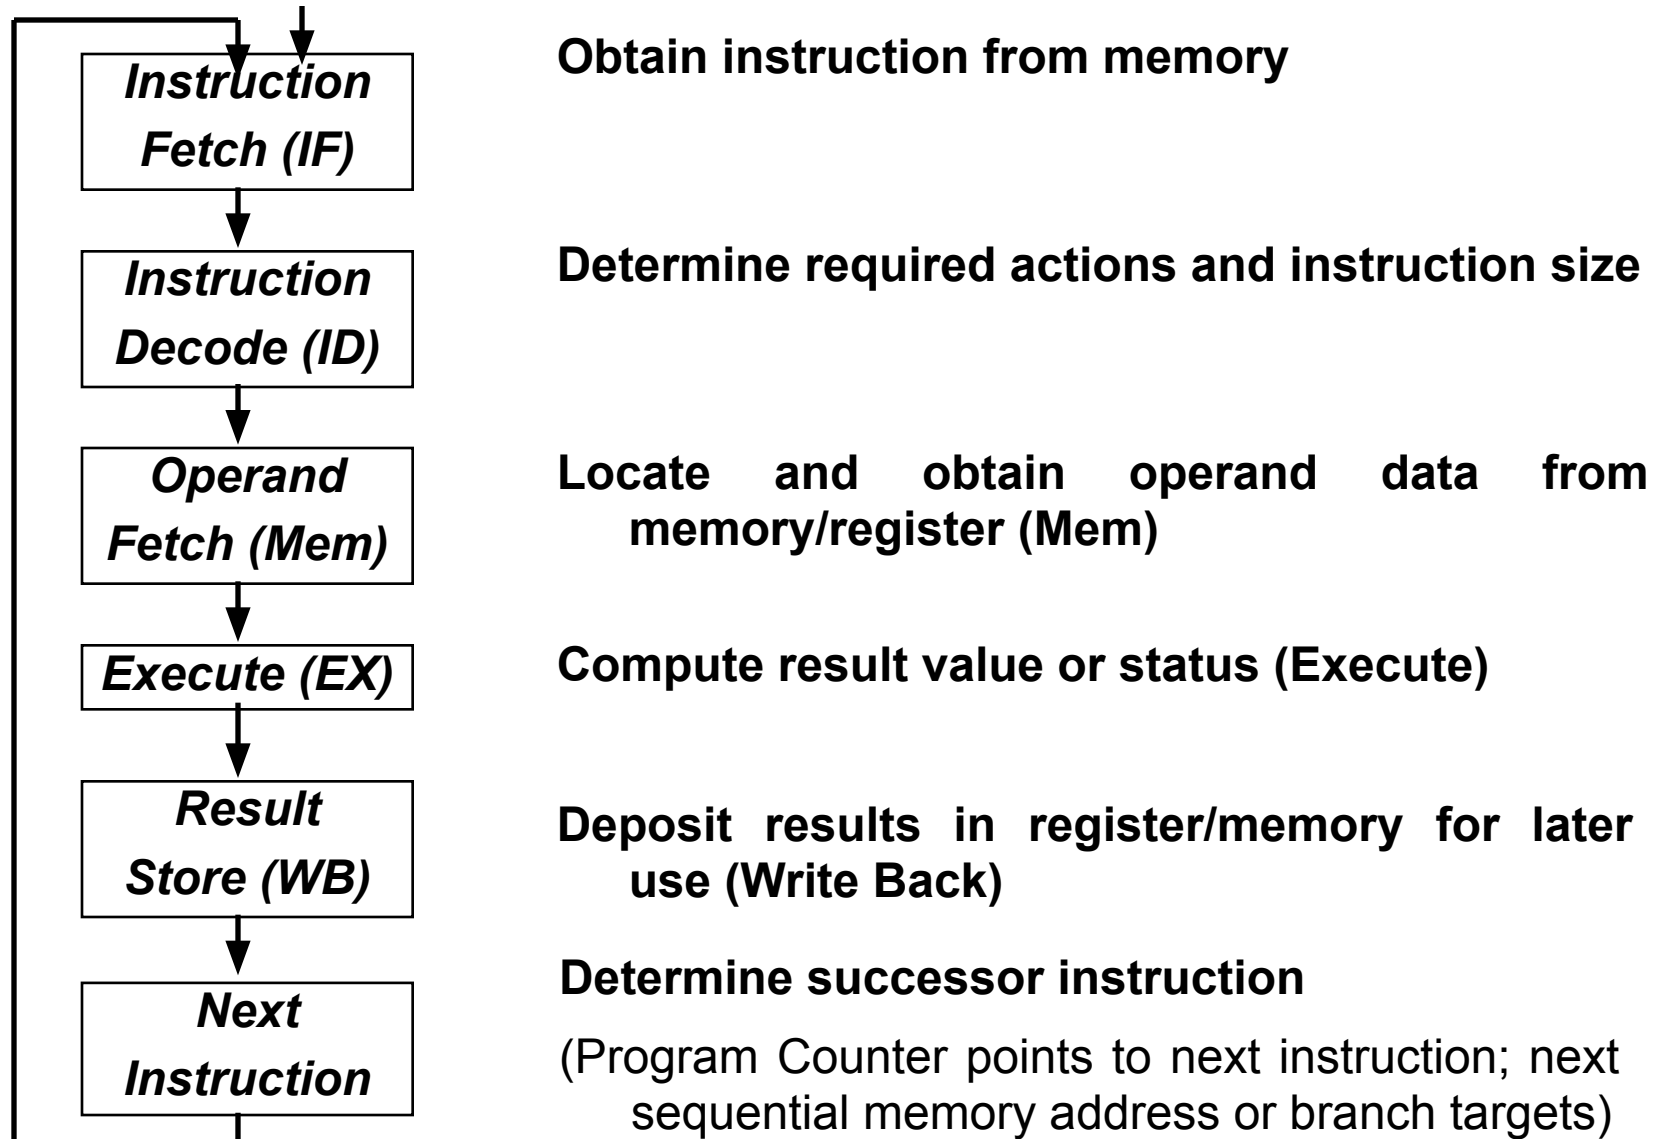 Instruction
Fetch (IF)
Obtain instruction from memory
Instruction
Decode (ID)
Determine required actions and instruction size
Operand
Fetch (Mem)
Locate and obtain operand data from
memory/register (Mem)
Execute (EX)
Compute result value or status (Execute)
Result
Store (WB)
Deposit results in register/memory for later
use (Write Back)
Next
Instruction
Determine successor instruction
(Program Counter points to next instruction; next
sequential memory address or branch targets)